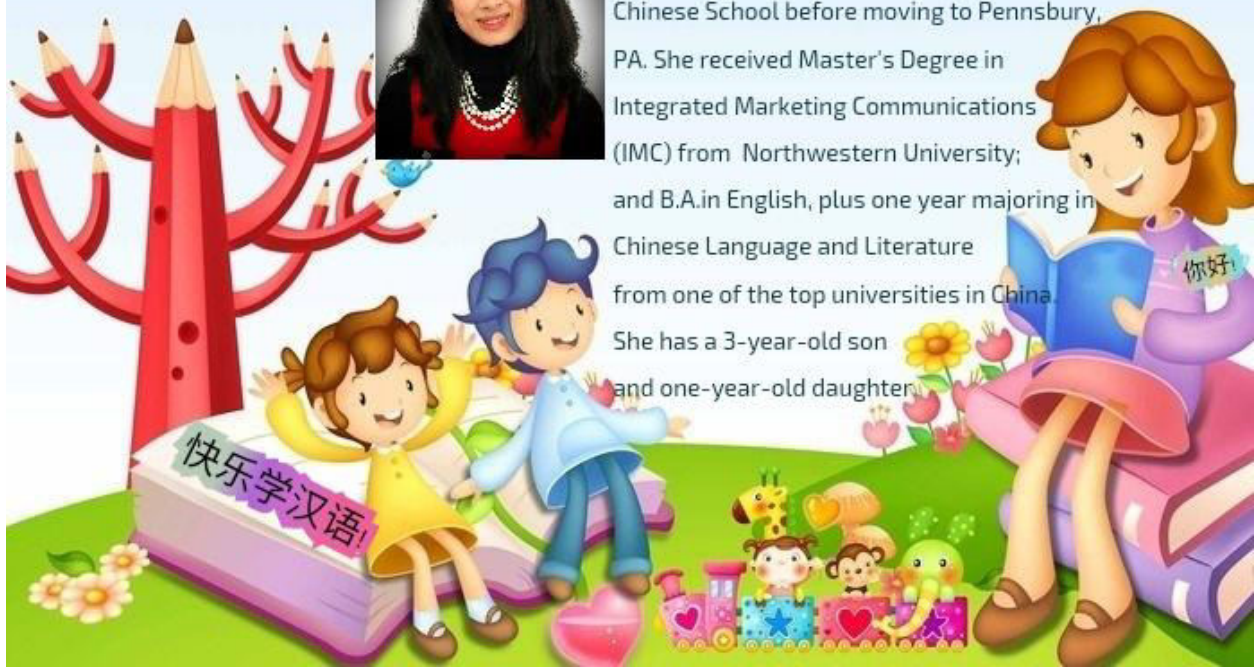 Chinese School before moving to Pennsbury,
PA. She received Master's Degree in
Integrated Marketing Communications
(IMC) from  Northwestern University;
and B.A.in English, plus one year majoring in
Chinese Language and Literature
from one of the top universities in China.
She has a 3-year-old son
and one-year-old daughter.
你好!
快乐学汉语!